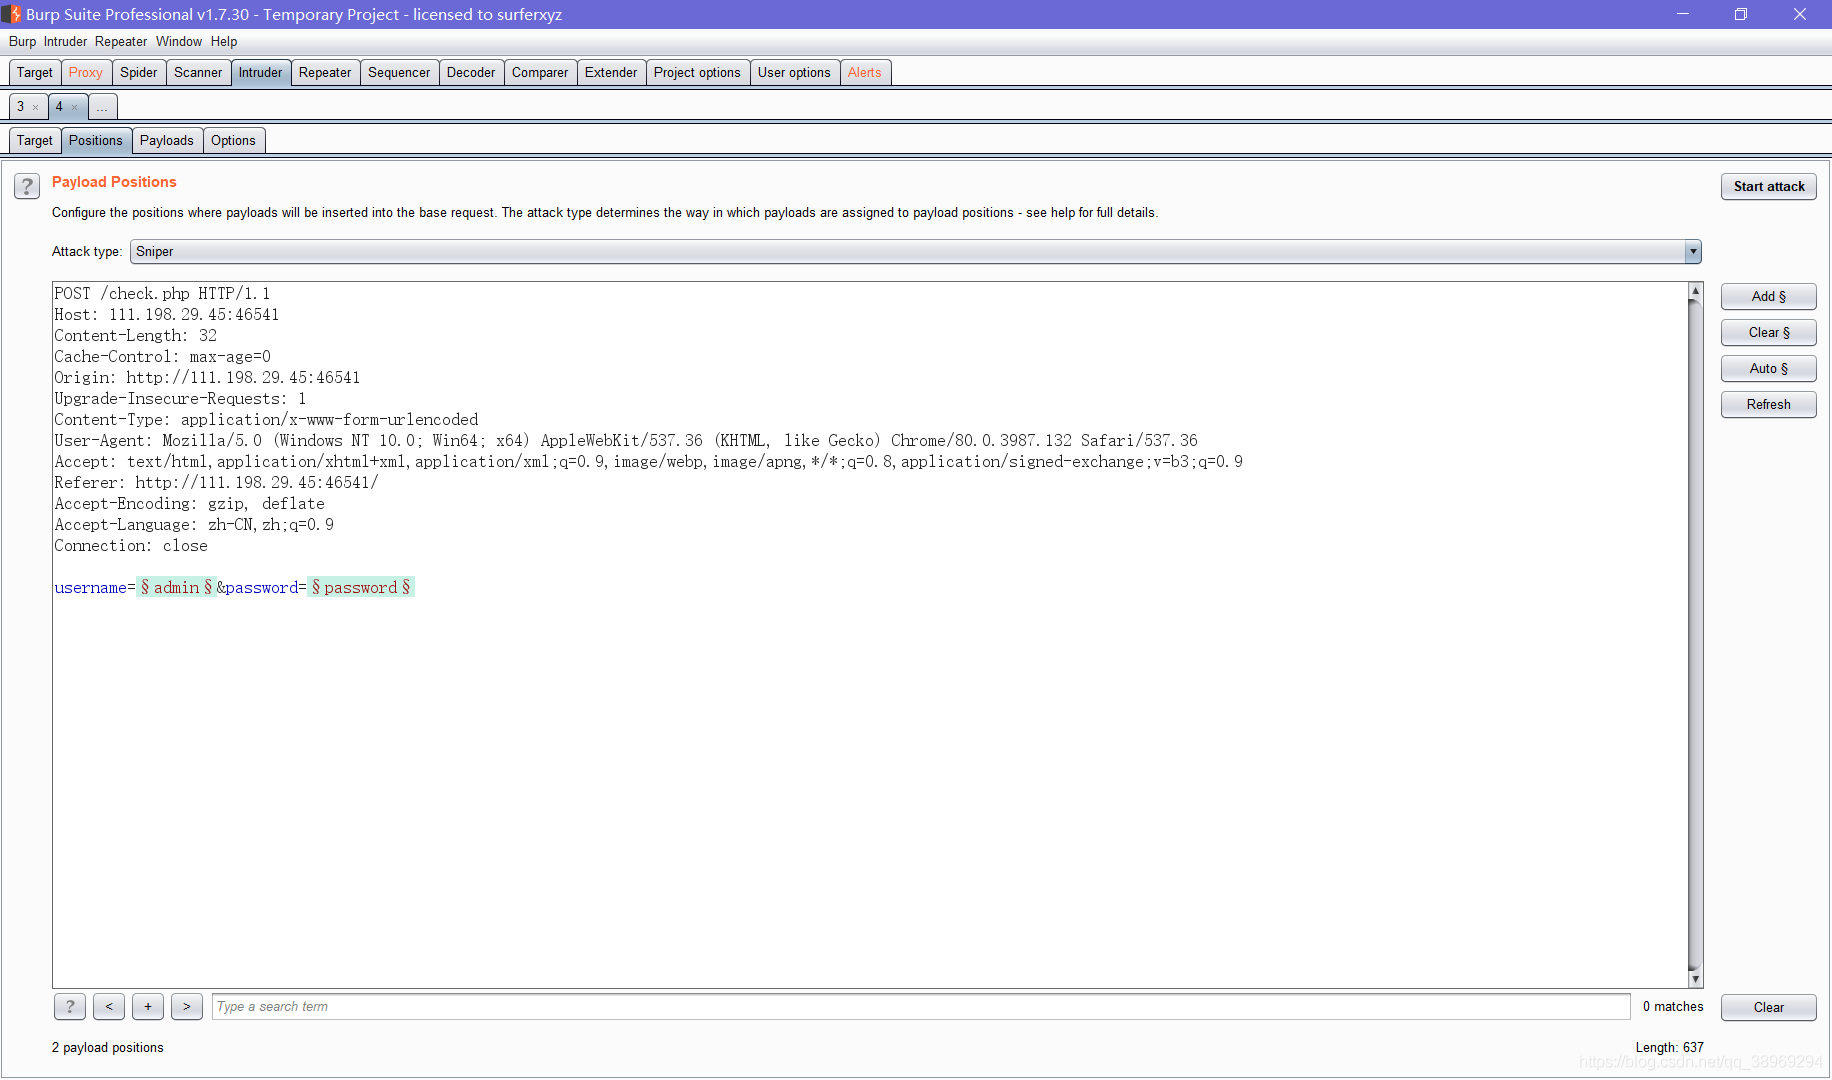 Burp Suite Professional v1.7.30 - Temporary Project - licensed to surferxyz
Burp Intruder Repeater Window Help
Target Proxy Spider Scanner Intruder Repeater Sequencer Decoder Comparer Extender Project options User options Alerts
3 × 4 × ...
Target Positions Payloads Options
? Payload Positions
Start attack
Configure the positions where payloads will be inserted into the base request. The attack type determines the way in which payloads are assigned to payload positions - see help for full details.
Attack type: Sniper
POST /check.php HTTP/1.1
Host: 111.198.29.45:46541
Content-Length: 32
Cache-Control: max-age=0
Origin: http://111.198.29.45:46541
Upgrade-Insecure-Requests: 1
Content-Type: application/x-www-form-urlencoded
User-Agent: Mozilla/5.0 (Windows NT 10.0; Win64; x64) AppleWebKit/537.36 (KHTML, like Gecko) Chrome/80.0.3987.132 Safari/537.36
Accept: text/html,application/xhtml+xml,application/xml;q=0.9,image/webp,image/apng,*/*;q=0.8,application/signed-exchange;v=b3;q=0.9
Referer: http://111.198.29.45:46541/
Accept-Encoding: gzip, deflate
Accept-Language: zh-CN,zh;q=0.9
Connection: close
username=§admin§&password=§password§
Add §
Clear §
Auto §
Refresh
? < + > Type a search term 0 matches Clear
2 payload positions Length: 637
https://blog.csdn.net/qq_38969294